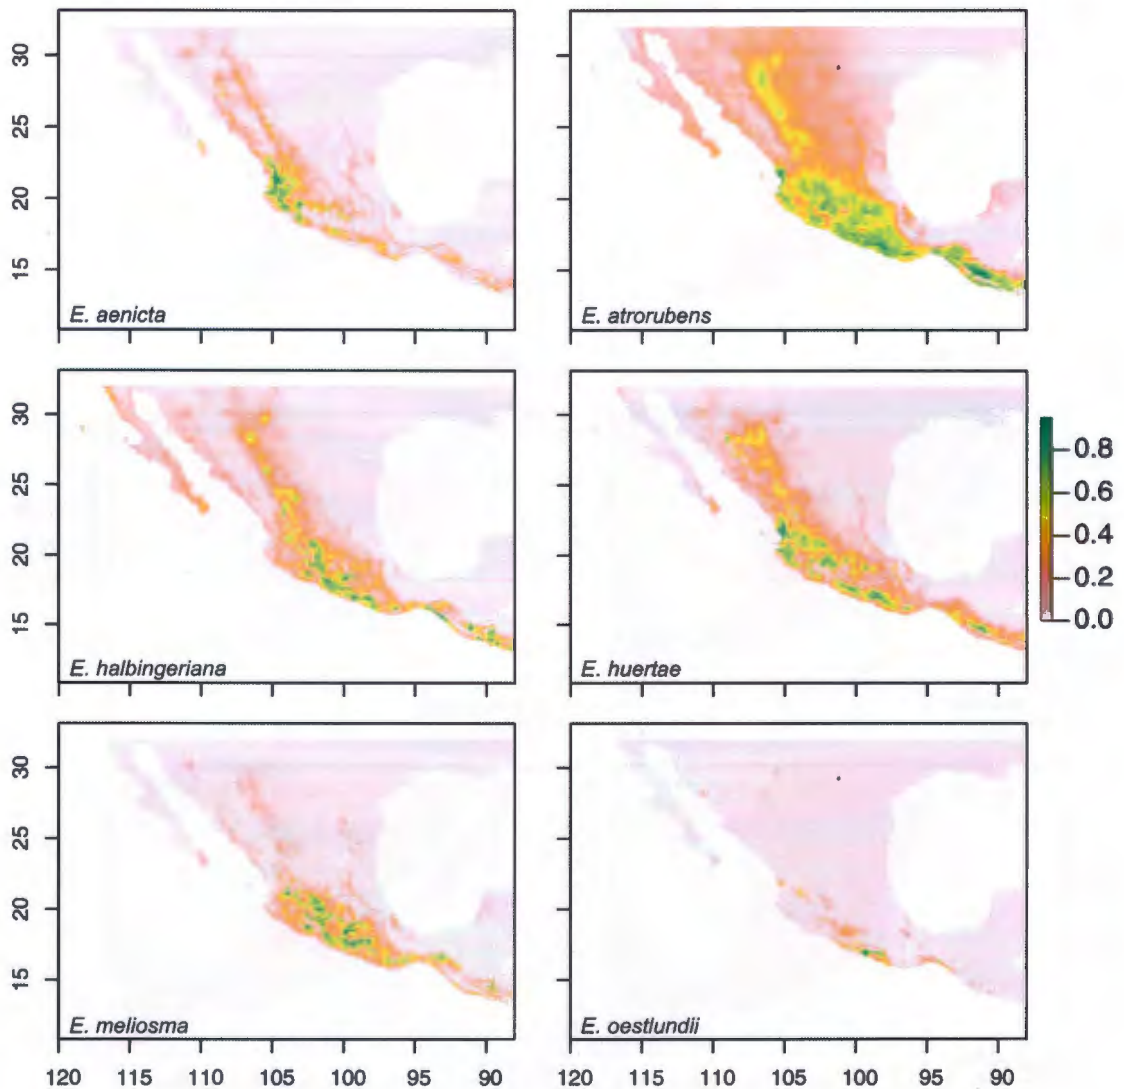 30
25
20
15
E. aenicta
E. atrorubens
30
25
20
15
E. halbingeriana
E. huertae
0.8
0.6
0.4
0.2
0.0
30
25
20
15
E. meliosma
E. oestlundii
120 115 110 105 100 95 90
120 115 110 105 100 95 90